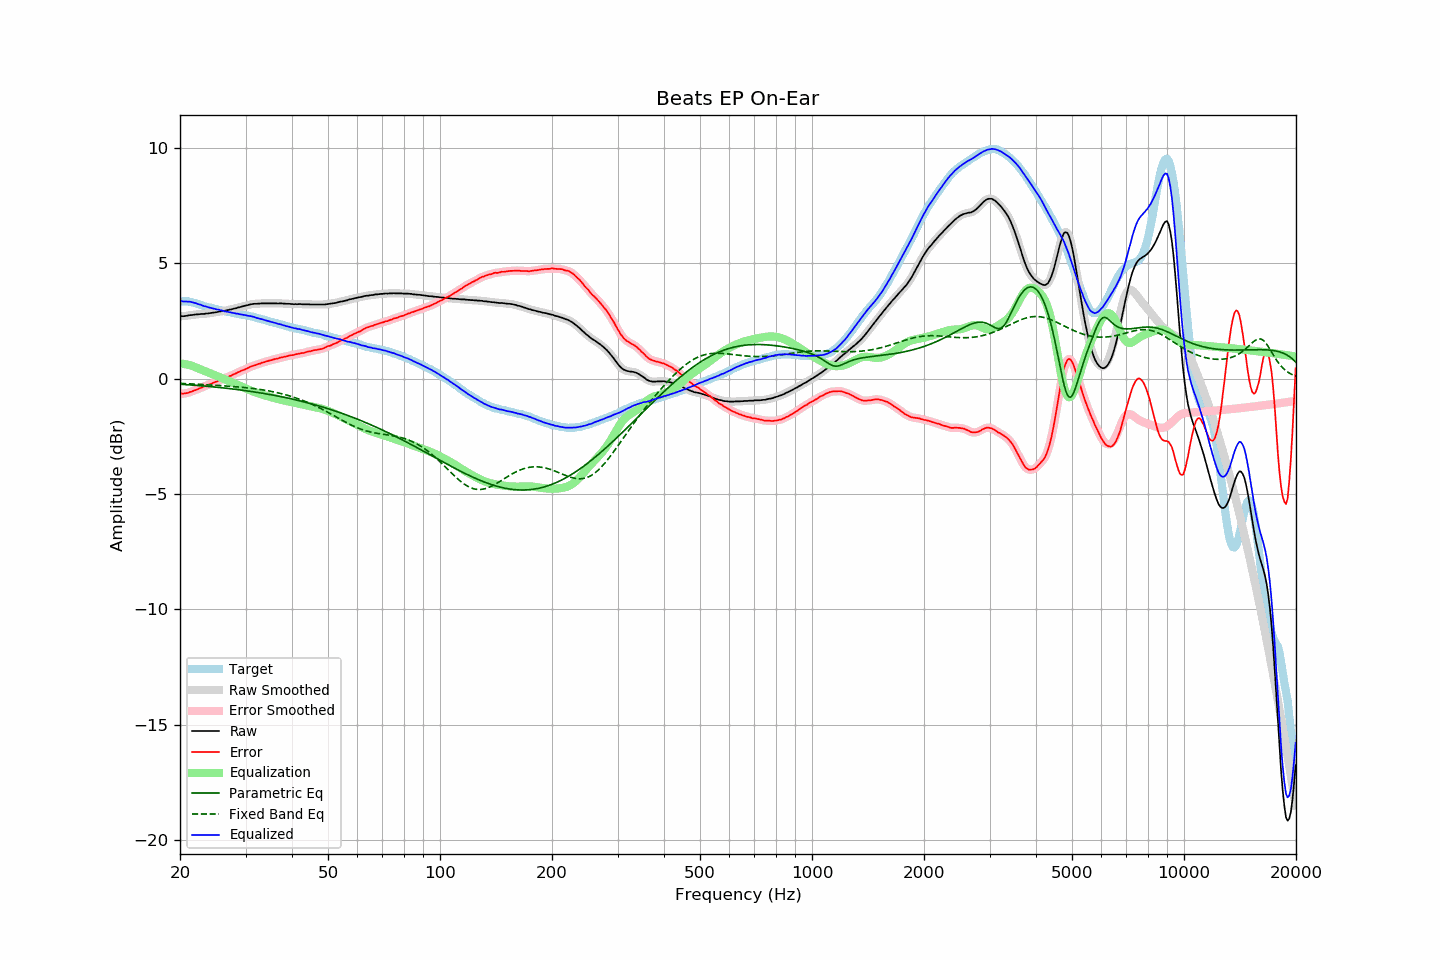 Beats EP On-Ear
10
5
0
−5
−10
−15
−20
Amplitude (dBr)
Target
Raw Smoothed
Error Smoothed
Raw
Error
Equalization
Parametric Eq
Fixed Band Eq
Equalized
20 50 100 200 500 1000 2000 5000 10000 20000
Frequency (Hz)